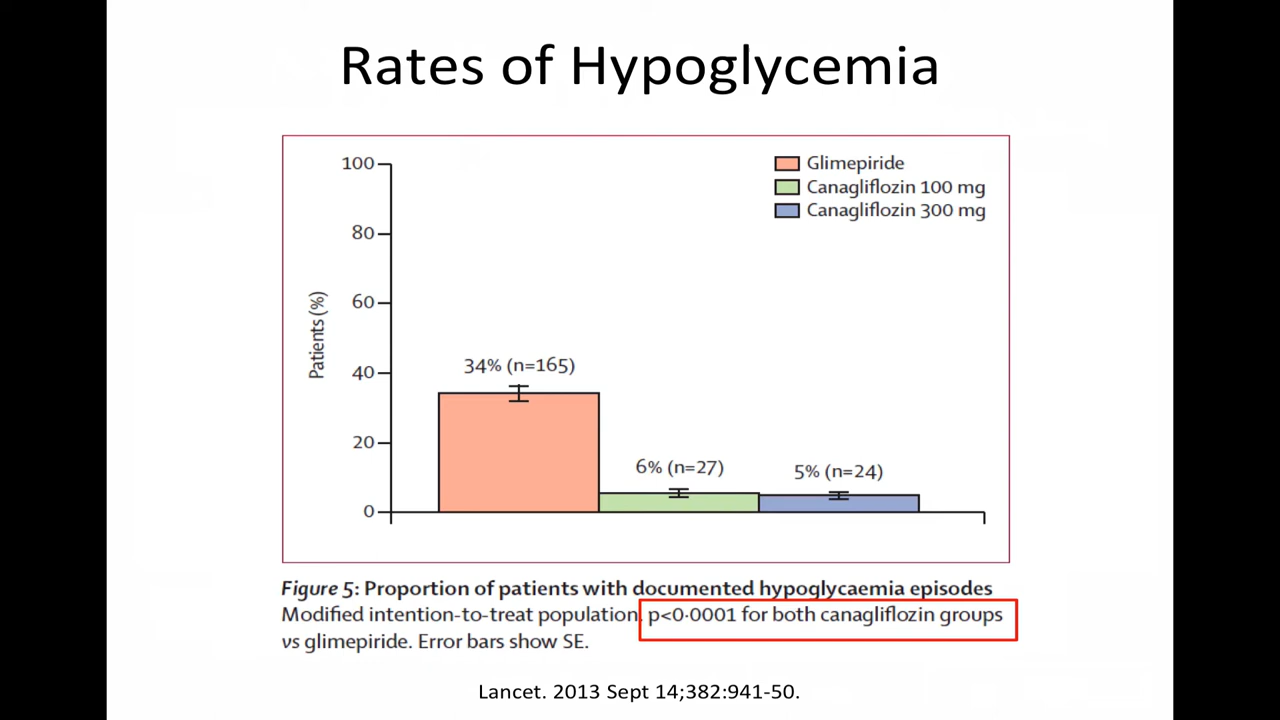 Rates of Hypoglycemia
100
80
60
40
20
0
Patients (%)
Glimepiride
Canagliflozin 100 mg
Canagliflozin 300 mg
34% (n=165)
6% (n=27)
5% (n=24)
Figure 5: Proportion of patients with documented hypoglycaemia episodes
Modified intention-to-treat population. p<0·0001 for both canagliflozin groups
vs glimepiride. Error bars show SE.
Lancet. 2013 Sept 14;382:941-50.